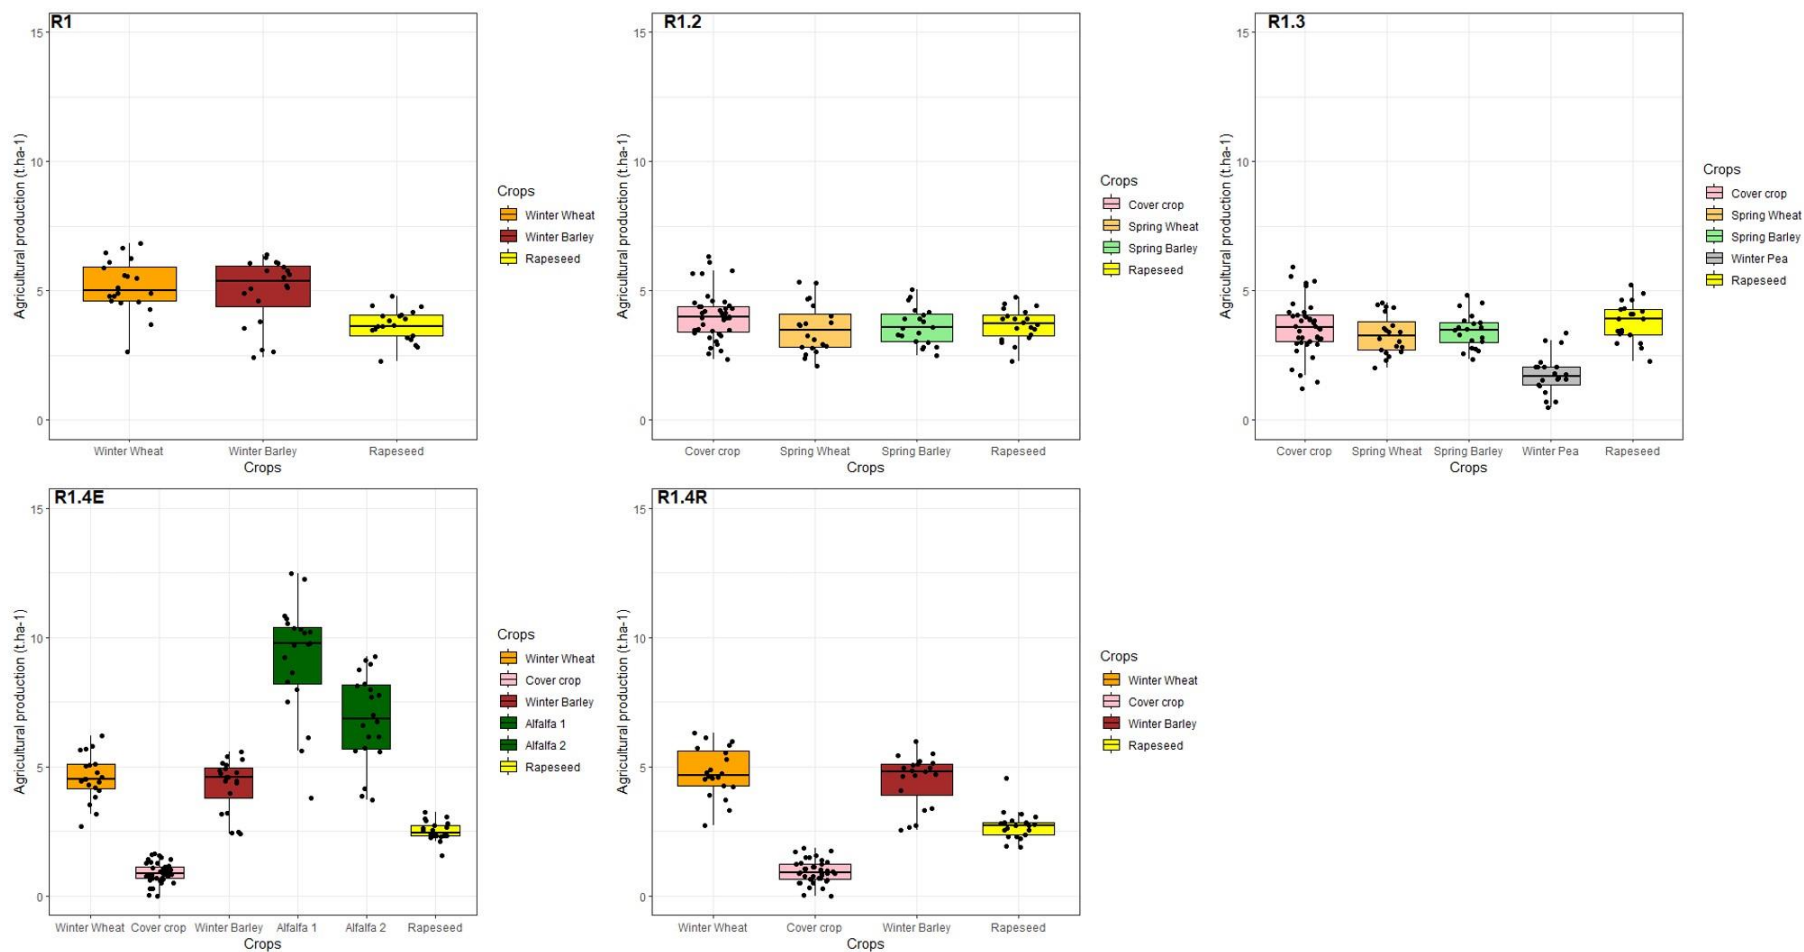 R1
15
10
5
0
Agricultural production (t.ha-1)
Winter Wheat Winter Barley Rapeseed
Crops
Crops
Winter Wheat
Winter Barley
Rapeseed
R1.2
15
10
5
0
Agricultural production (t.ha-1)
Cover crop Spring Wheat Spring Barley Rapeseed
Crops
Crops
Cover crop
Spring Wheat
Spring Barley
Rapeseed
R1.3
15
10
5
0
Agricultural production (t.ha-1)
Cover crop Spring Wheat Spring Barley Winter Pea Rapeseed
Crops
Crops
Cover crop
Spring Wheat
Spring Barley
Winter Pea
Rapeseed
R1.4E
15
10
5
0
Agricultural production (t.ha-1)
Winter Wheat Cover crop Winter Barley Alfalfa 1 Alfalfa 2 Rapeseed
Crops
Crops
Winter Wheat
Cover crop
Winter Barley
Alfalfa 1
Alfalfa 2
Rapeseed
R1.4R
15
10
5
0
Agricultural production (t.ha-1)
Winter Wheat Cover crop Winter Barley Rapeseed
Crops
Crops
Winter Wheat
Cover crop
Winter Barley
Rapeseed